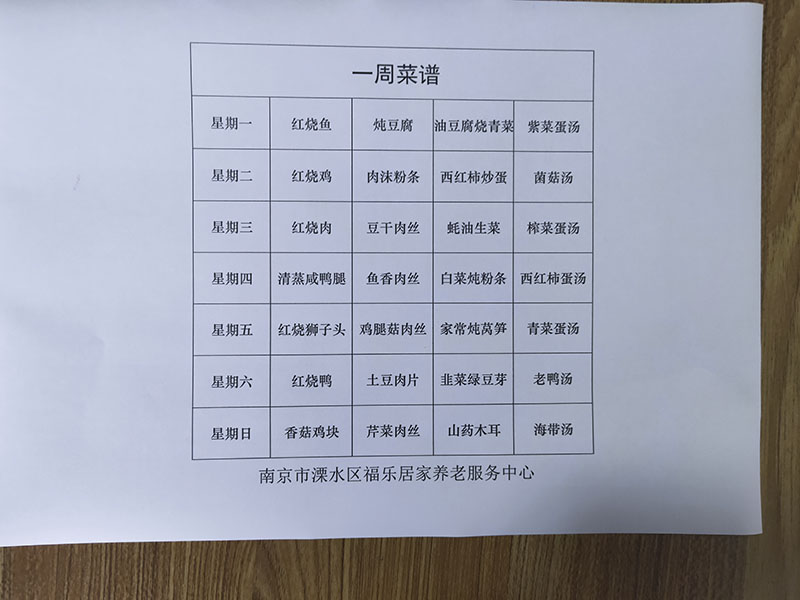 一周菜谱
星期一 红烧鱼 炖豆腐 油豆腐烧青菜 紫菜蛋汤
星期二 红烧鸡 肉沫粉条 西红柿炒蛋 菌菇汤
星期三 红烧肉 豆干肉丝 蚝油生菜 榨菜蛋汤
星期四 清蒸咸鸭腿 鱼香肉丝 白菜炖粉条 西红柿蛋汤
星期五 红烧狮子头 鸡腿菇肉丝 家常炖莴笋 青菜蛋汤
星期六 红烧鸭 土豆肉片 韭菜绿豆芽 老鸭汤
星期日 香菇鸡块 芹菜肉丝 山药木耳 海带汤
南京市溧水区福乐居家养老服务中心